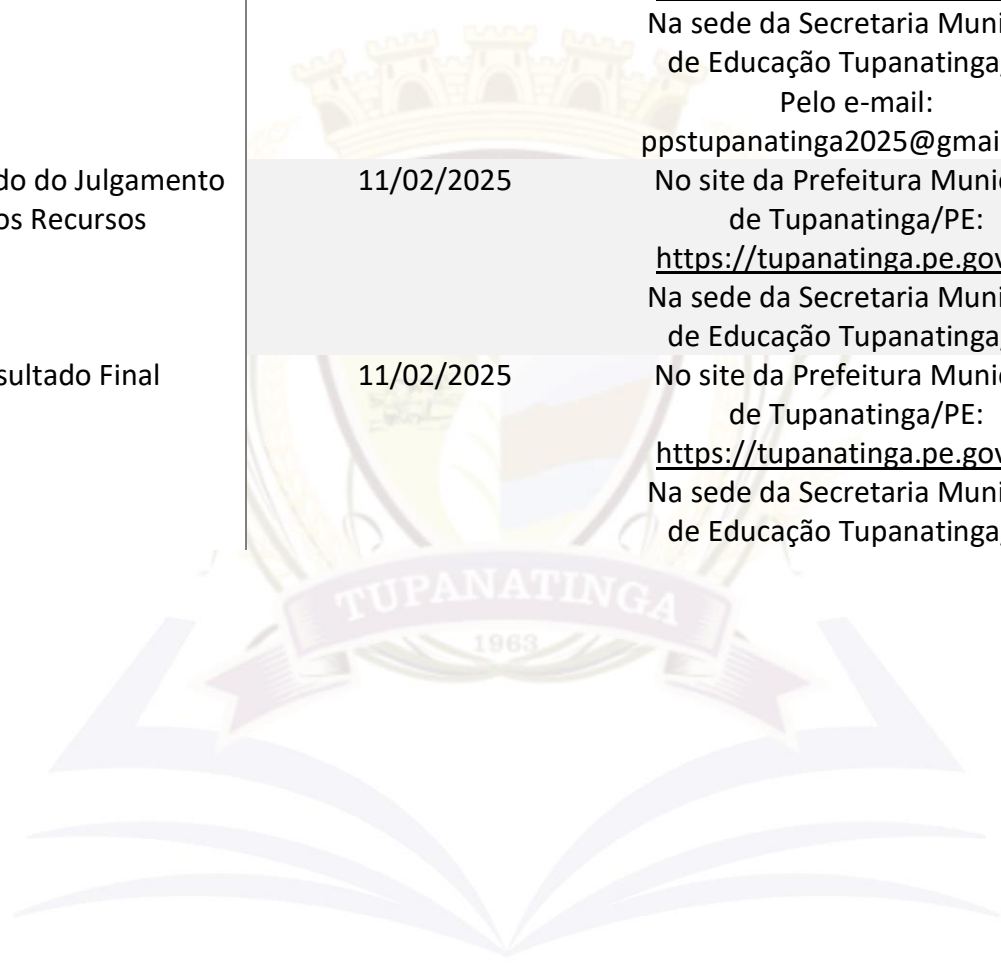 Na sede da Secretaria Muni
de Educação Tupanatinga
Pelo e-mail:
ppstupanatinga2025@gmai
do do Julgamento 11/02/2025 No site da Prefeitura Muni
os Recursos de Tupanatinga/PE:
https://tupanatinga.pe.gov
Na sede da Secretaria Muni
de Educação Tupanatinga
sultado Final 11/02/2025 No site da Prefeitura Muni
de Tupanatinga/PE:
https://tupanatinga.pe.gov
Na sede da Secretaria Muni
de Educação Tupanatinga
TUPANATINGA
1963